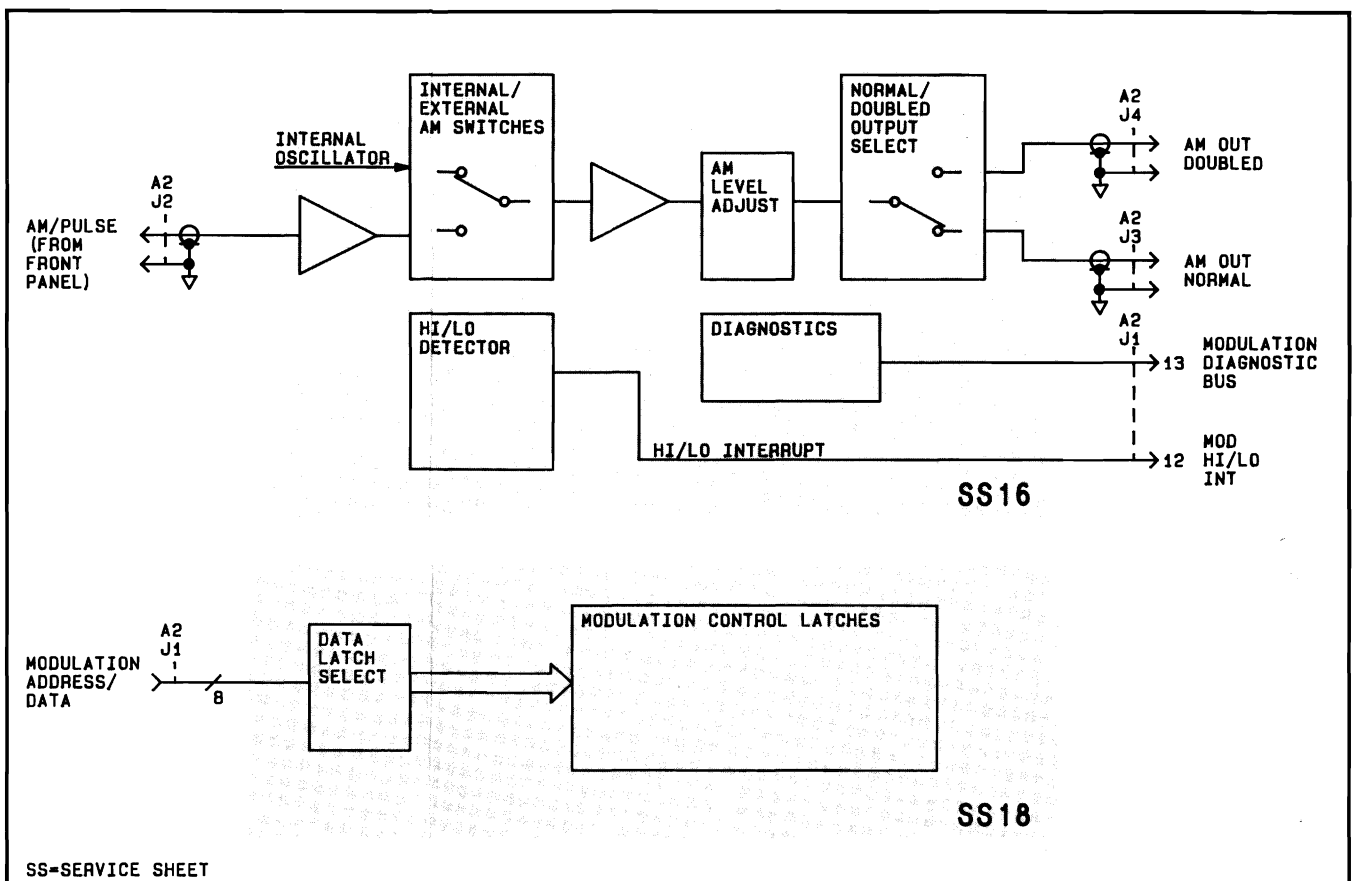 INTERNAL/
EXTERNAL
AM SWITCHES
NORMAL/
DOUBLED
OUTPUT
SELECT
A2
J4
AM OUT
DOUBLED
INTERNAL
OSCILLATOR
AM
LEVEL
ADJUST
A2
J2
AM/PULSE
(FROM
FRONT
PANEL)
A2
J3
AM OUT
NORMAL
HI/LO
DETECTOR
DIAGNOSTICS
A2
J1
13
MODULATION
DIAGNOSTIC
BUS
HI/LO INTERRUPT
12
MOD
HI/LO
INT
SS16
A2
J1
MODULATION
ADDRESS/
DATA
8
DATA
LATCH
SELECT
MODULATION CONTROL LATCHES
SS18
SS=SERVICE SHEET